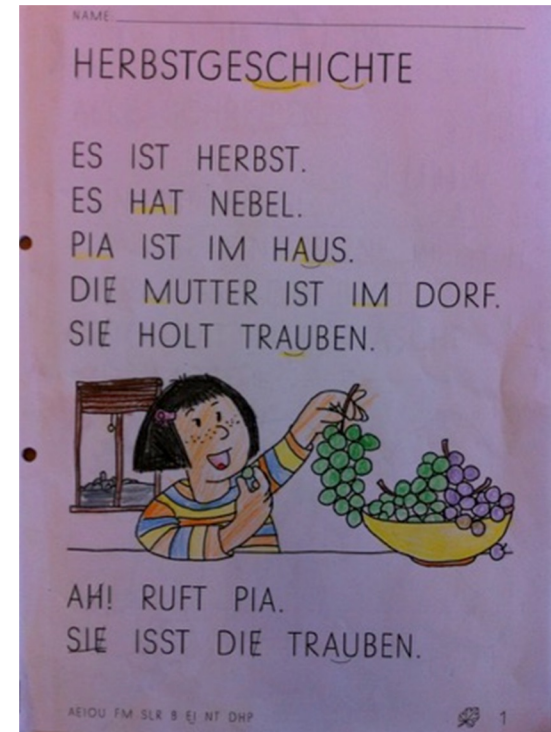 NAME
HERBSTGESCHICHTE
ES IST HERBST.
ES HAT NEBEL.
PIA IST IM HAUS.
DIE MUTTER IST IM DORF.
SIE HOLT TRAUBEN.
AH! RUFT PIA.
SIE ISST DIE TRAUBEN.
AEIOU FM SLR B EI NT DHP 1